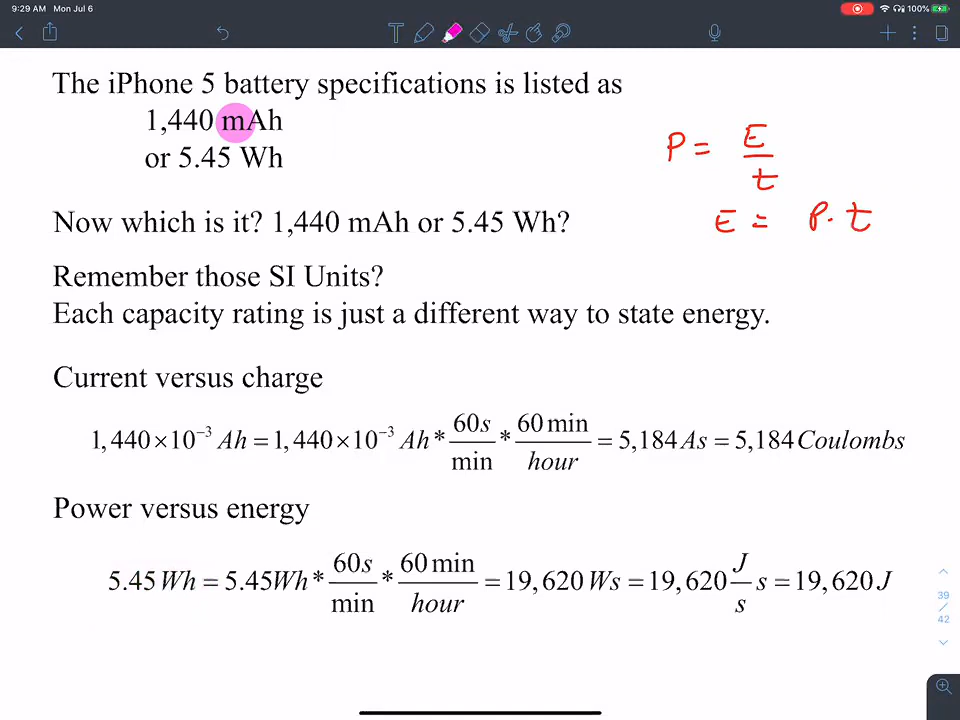 9:29 AM Mon Jul 6
100%
T
The iPhone 5 battery specifications is listed as
1,440 mAh
or 5.45 Wh
P = E/t
E = P. t
Now which is it? 1,440 mAh or 5.45 Wh?
Remember those SI Units?
Each capacity rating is just a different way to state energy.
Current versus charge
1,440×10⁻³ Ah = 1,440×10⁻³ Ah * 60s/min * 60 min/hour = 5,184 As = 5,184 Coulombs
Power versus energy
5.45 Wh = 5.45Wh * 60s/min * 60 min/hour = 19,620 Ws = 19,620 J/s s = 19,620 J
39
/
42